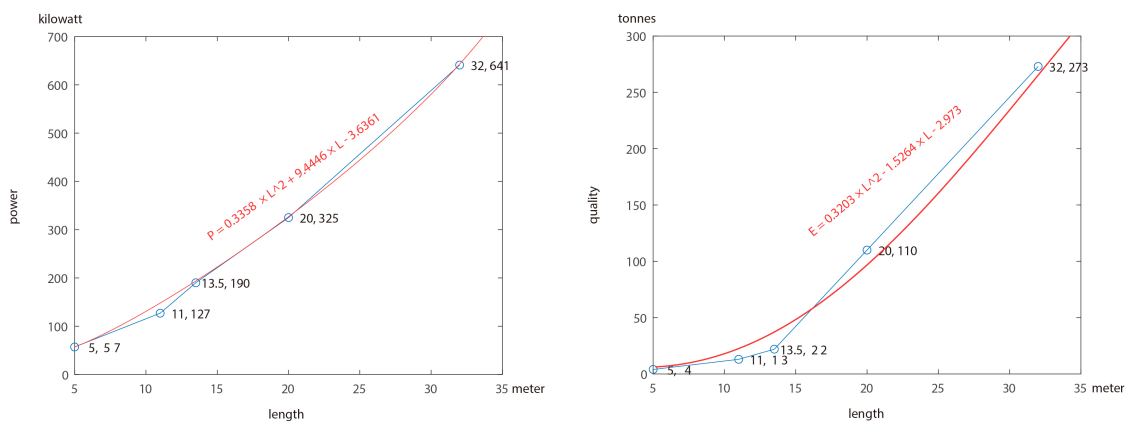 kilowatt
700
600
500
400
300
200
100
0
5
10
15
20
25
30
35 meter
length
power
P = 0.3358 × L^2 + 9.4446 × L - 3.6361
32, 641
20, 325
13.5, 190
11, 127
5, 5 7
tonnes
300
250
200
150
100
50
0
5
10
15
20
25
30
35 meter
length
quality
E = 0.3203 × L^2 - 1.5264 × L - 2.973
32, 273
20, 110
13.5, 2 2
11, 1 3
5, 4